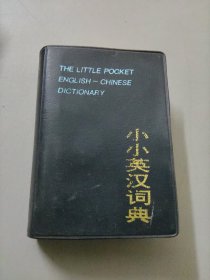 THE LITTLE POCKET
ENGLISH – CHINESE
DICTIONARY
小小英汉词典